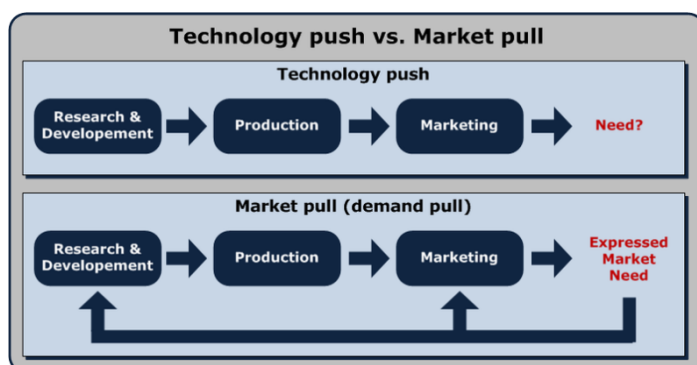 Technology push vs. Market pull
Technology push
Research &
Developement
Production
Marketing
Need?
Market pull (demand pull)
Research &
Developement
Production
Marketing
Expressed
Market
Need